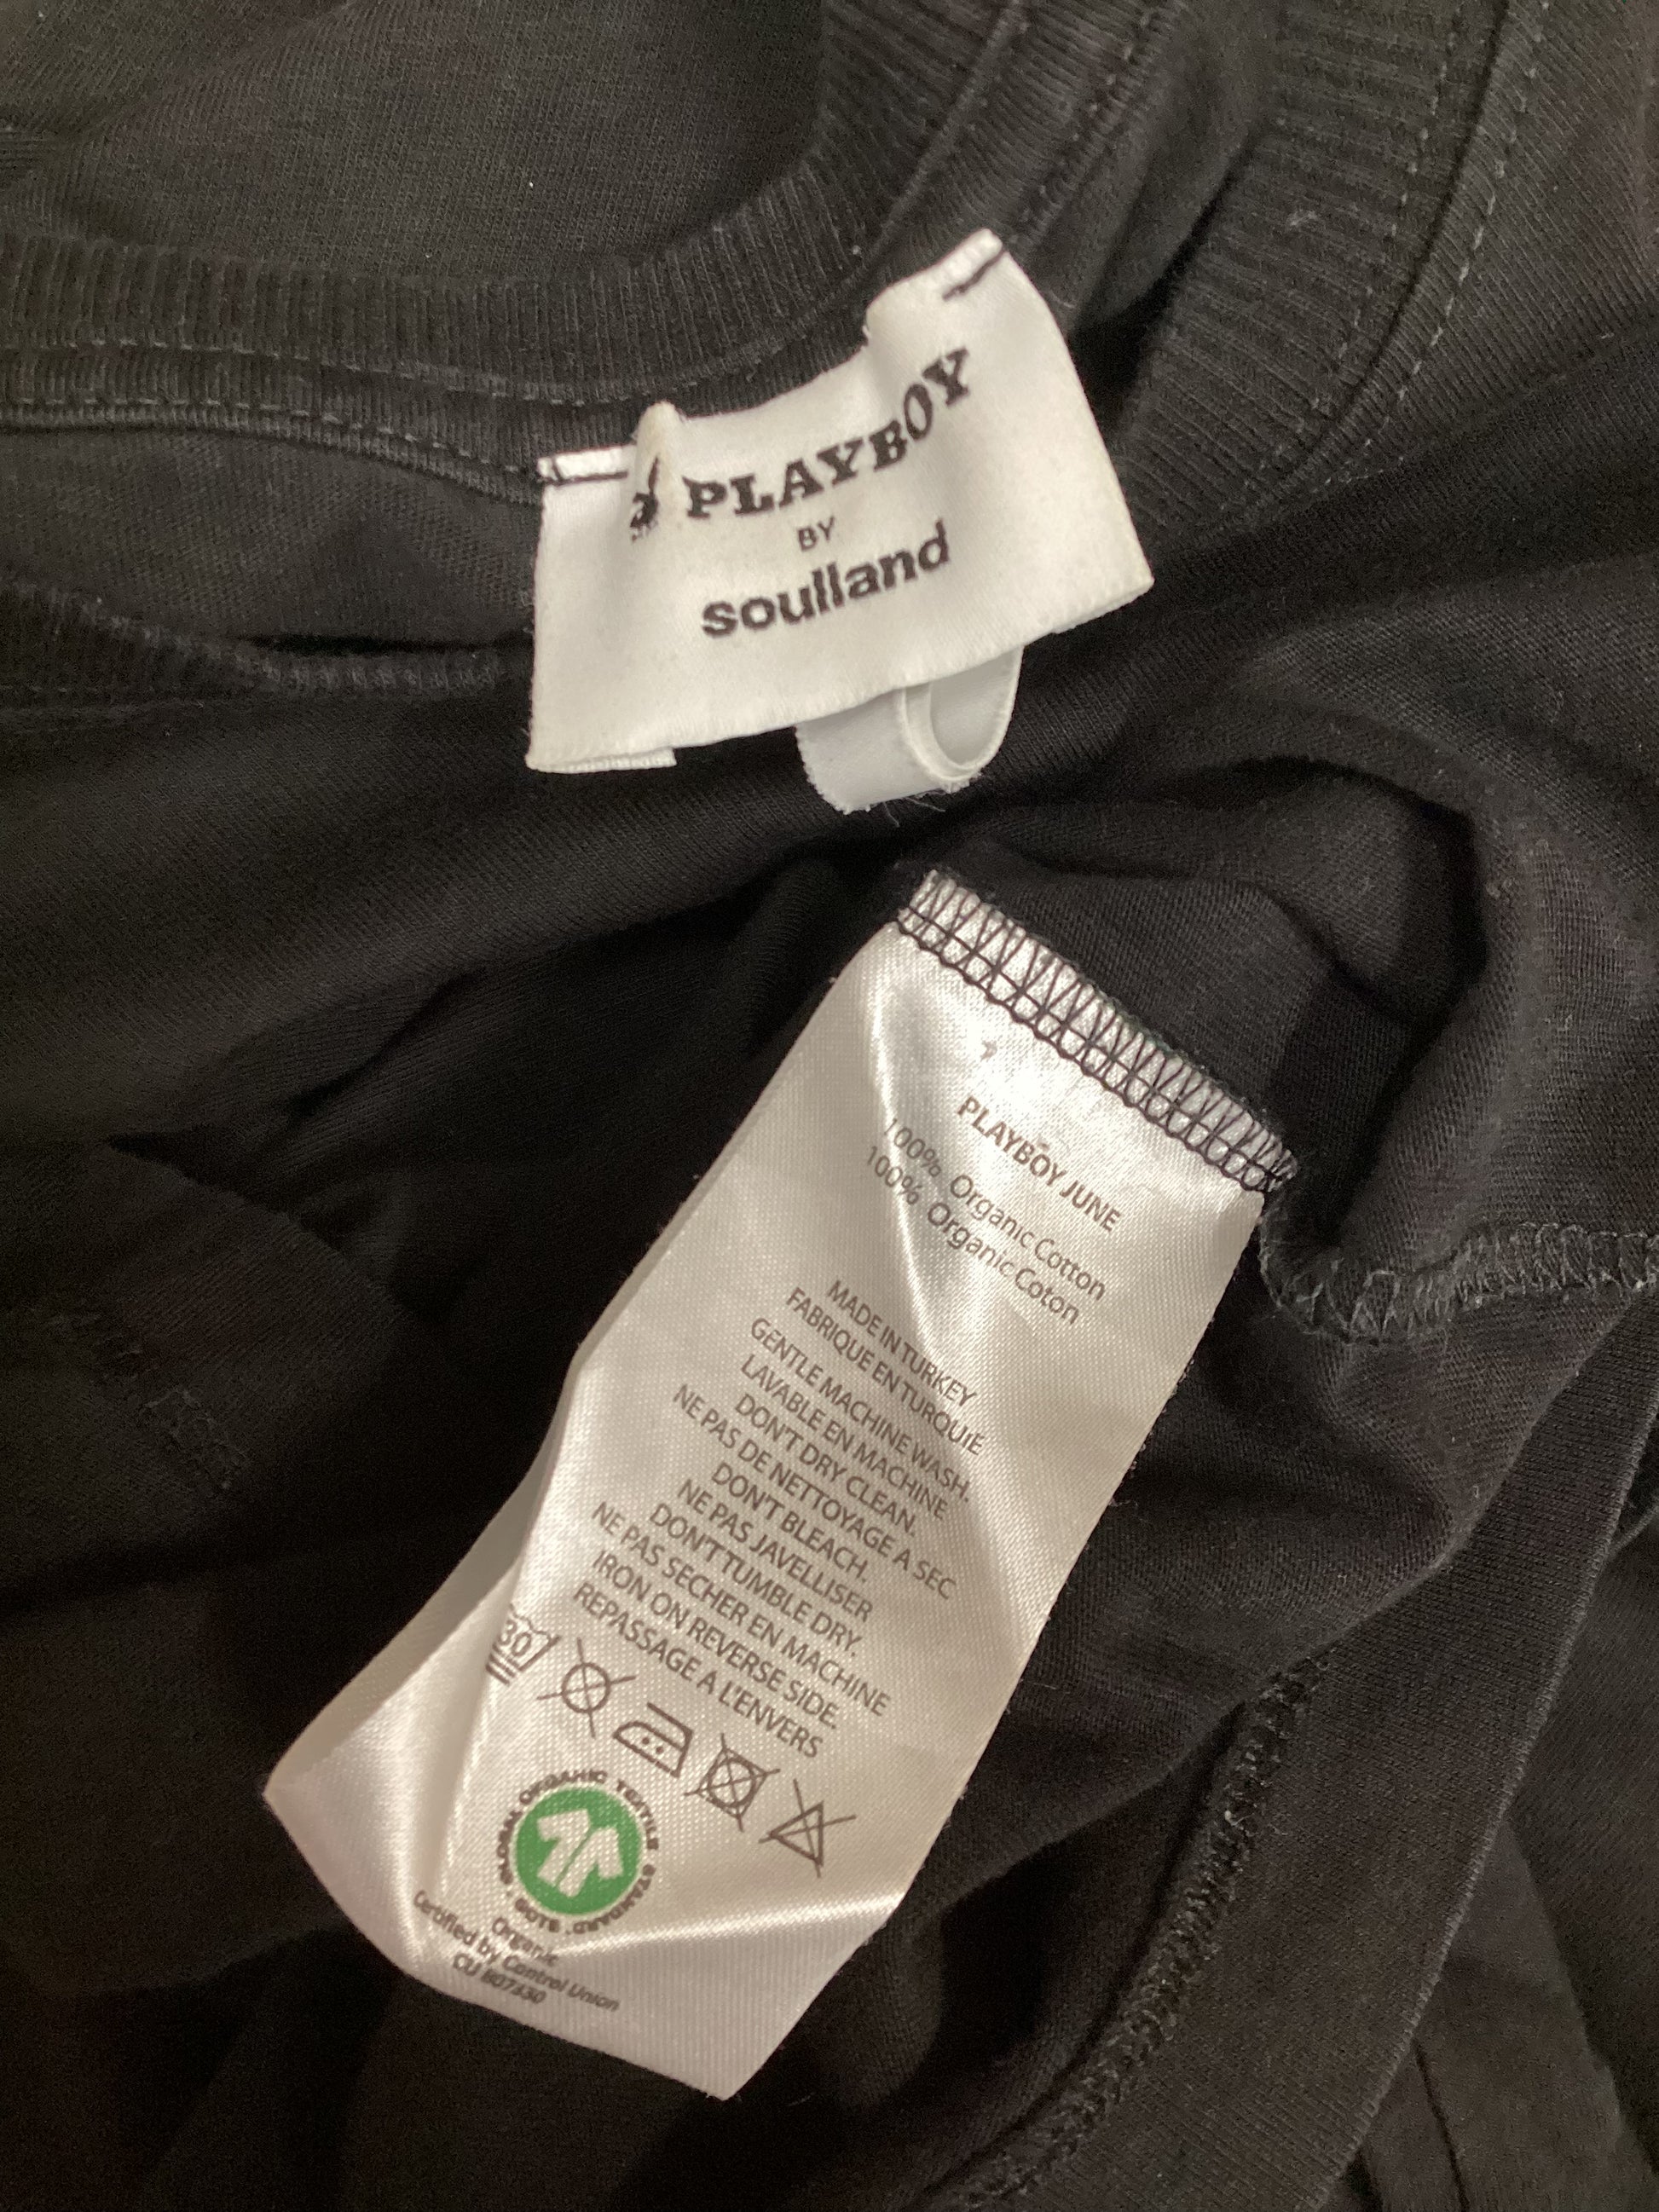 PLAYBOY
BY
soulland
PLAYBOY JUNE
100% Organic Cotton
100% Organic Coton
MADE IN TURKEY
FABRIQUE EN TURQUIE
GENTLE MACHINE WASH.
LAVABLE EN MACHINE
DON'T DRY CLEAN.
NE PAS DE NETTOYAGE A SEC
DON'T BLEACH.
NE PAS JAVELLISER
DON'T TUMBLE DRY.
NE PAS SECHER EN MACHINE
IRON ON REVERSE SIDE.
REPASSAGE A L'ENVERS
30
GLOBAL ORGANIC TEXTILE STANDARD · GOTS ·
Organic
Certified by Control Union
CU 807430